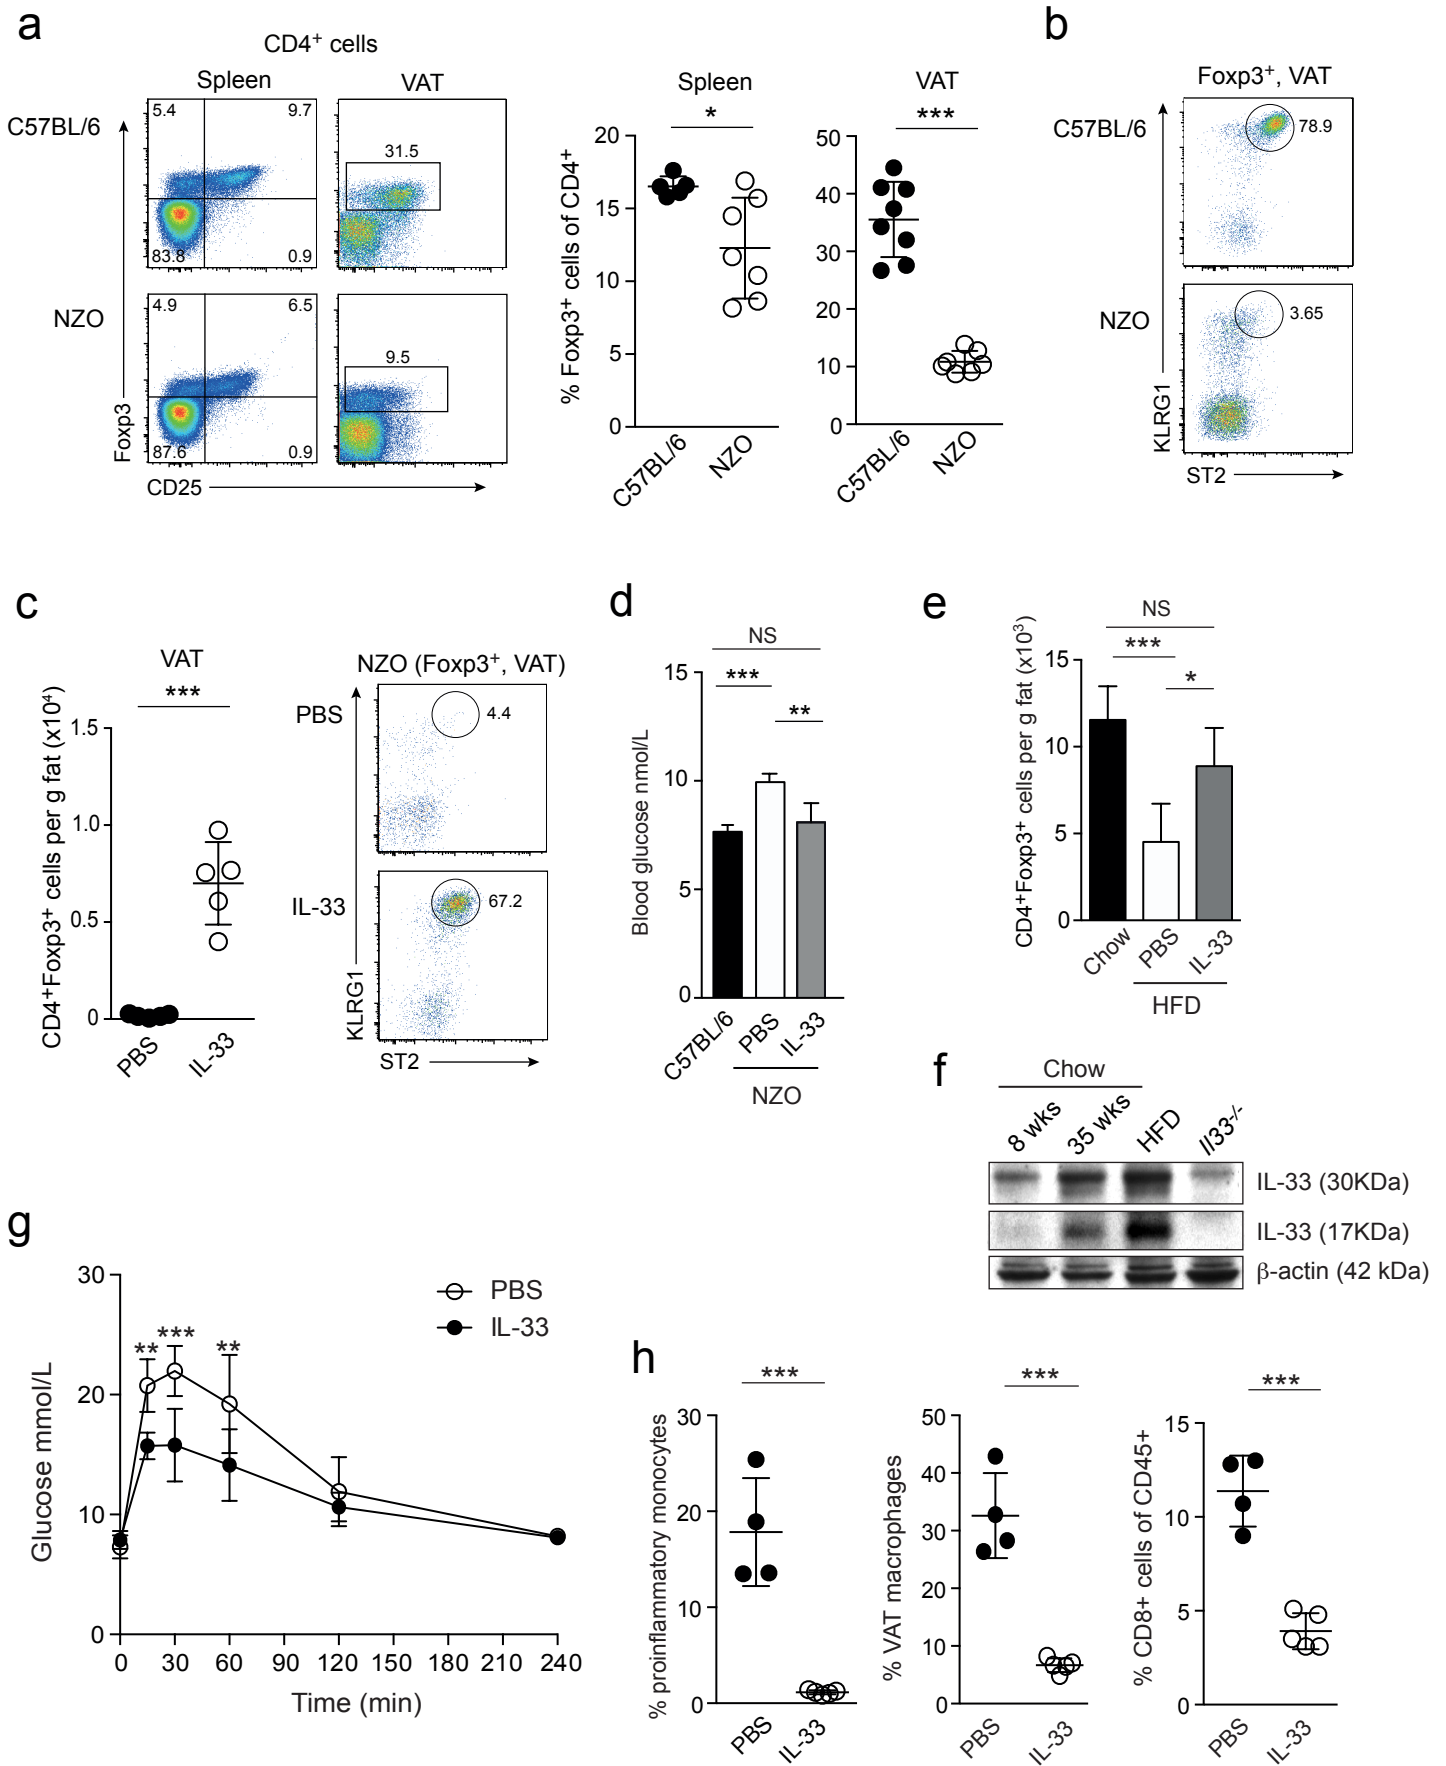 a
CD4+ cells
Spleen
VAT
C57BL/6
5.4
9.7
83.8
0.9
31.5
NZO
4.9
6.5
87.6
0.9
9.5
Foxp3
CD25
Spleen
*
% Foxp3+ cells of CD4+
20
15
10
5
0
C57BL/6
NZO
VAT
***
50
40
30
20
10
0
C57BL/6
NZO
b
Foxp3+, VAT
C57BL/6
78.9
NZO
3.65
KLRG1
ST2
c
VAT
***
CD4+Foxp3+ cells per g fat (x10⁴)
1.5
1.0
0.5
0
PBS
IL-33
NZO (Foxp3+, VAT)
PBS
4.4
IL-33
67.2
KLRG1
ST2
d
NS
***
**
Blood glucose nmol/L
15
10
5
0
C57BL/6
PBS
IL-33
NZO
e
NS
***
*
CD4+Foxp3+ cells per g fat (x10³)
15
10
5
0
Chow
PBS
IL-33
HFD
f
Chow
8 wks
35 wks
HFD
Il33-/-
IL-33 (30KDa)
IL-33 (17KDa)
β-actin (42 kDa)
g
Glucose mmol/L
30
20
10
0
** *** **
PBS
IL-33
0 30 60 90 120 150 180 210 240
Time (min)
h
***
% proinflammatory monocytes
30
20
10
0
PBS
IL-33
***
% VAT macrophages
50
40
30
20
10
0
PBS
IL-33
***
% CD8+ cells of CD45+
15
10
5
0
PBS
IL-33